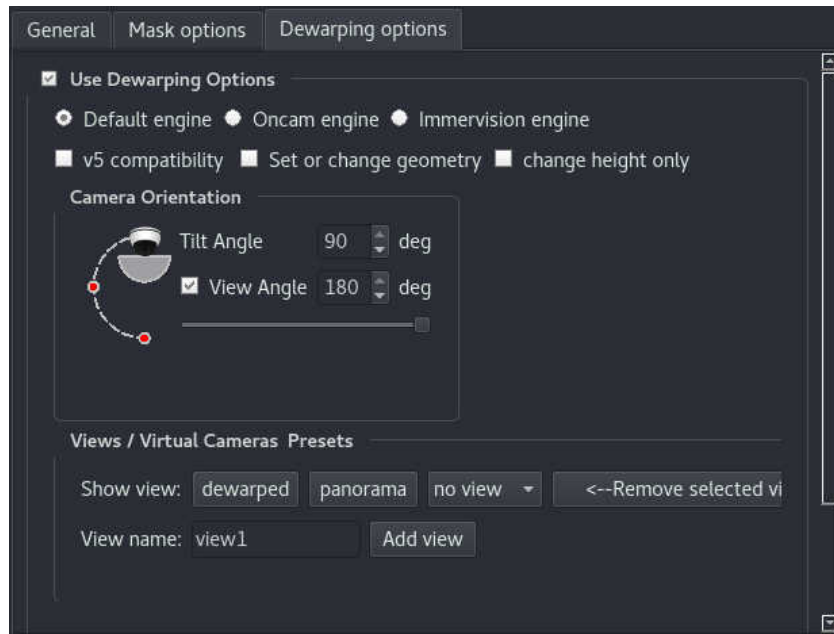 General Mask options Dewarping options
Use Dewarping Options
Default engine Oncam engine Immervision engine
v5 compatibility Set or change geometry change height only
Camera Orientation
Tilt Angle 90 deg
View Angle 180 deg
Views / Virtual Cameras Presets
Show view: dewarped panorama no view <--Remove selected vi
View name: view1 Add view